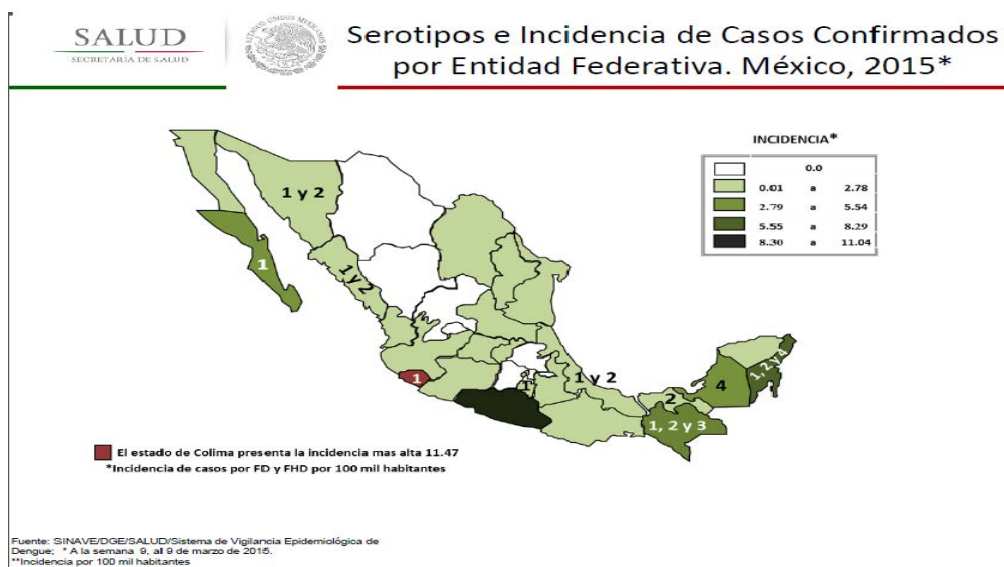 SALUD
SECRETARÍA DE SALUD
ESTADOS UNIDOS MEXICANOS
Serotipos e Incidencia de Casos Confirmados
por Entidad Federativa. México, 2015*
INCIDENCIA*
0.0
0.01 a 2.78
2.79 a 5.54
5.55 a 8.29
8.30 a 11.04
1 y 2
1
1 y 2
1
1
1 y 2
2
4
1, 2 y 4
1, 2 y 3
El estado de Colima presenta la incidencia mas alta 11.47
*Incidencia de casos por FD y FHD por 100 mil habitantes
Fuente: SINAVE/DGE/SALUD/Sistema de Vigilancia Epidemiológica de
Dengue; * A la semana 9, al 9 de marzo de 2015.
**Incidencia por 100 mil habitantes